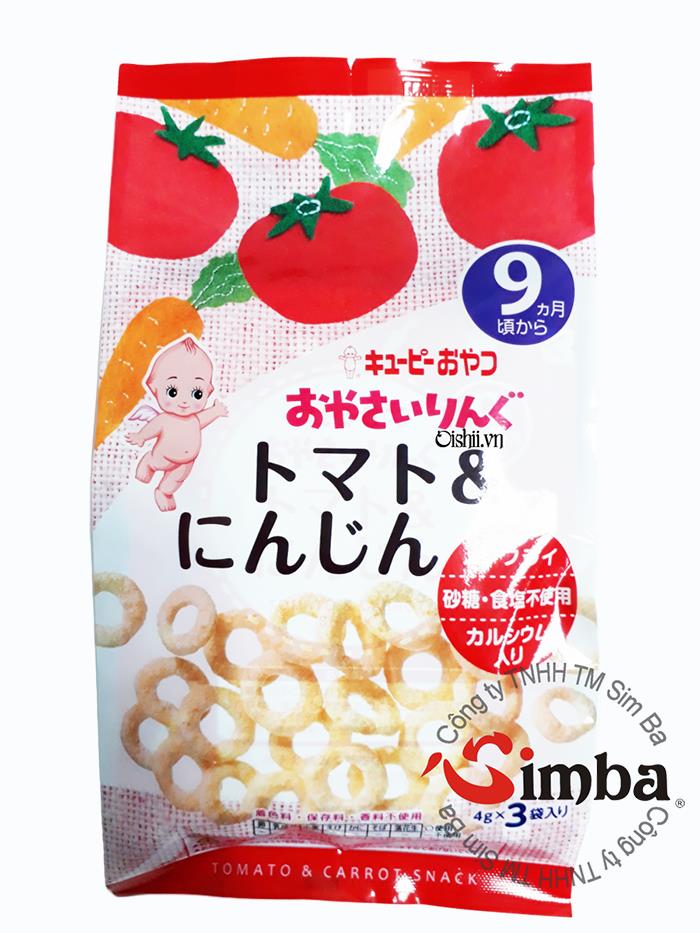 9
ヵ月
頃から
キューピーおやつ
おやさいりんぐ
Oishii.vn
トマト&
にんじん
砂糖・食塩不使用
カルシウム
入り
Công ty TNHH TM Sim Ba
Simba®
Công ty TNHH TM Sim Ba
4g×3袋入り
着色料・保存料・香料不使用
TOMATO & CARROT SNACK